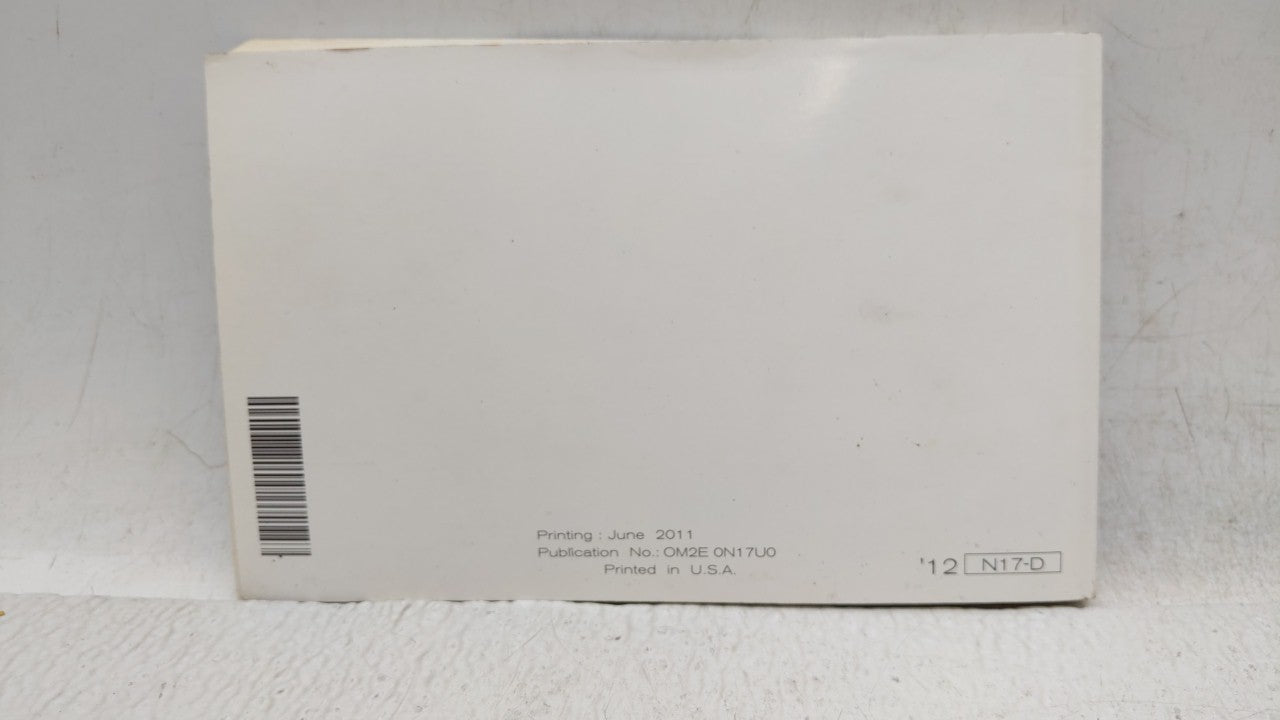 Printing : June 2011
Publication No.: OM2E 0N17U0
Printed in U.S.A.
'12 N17-D